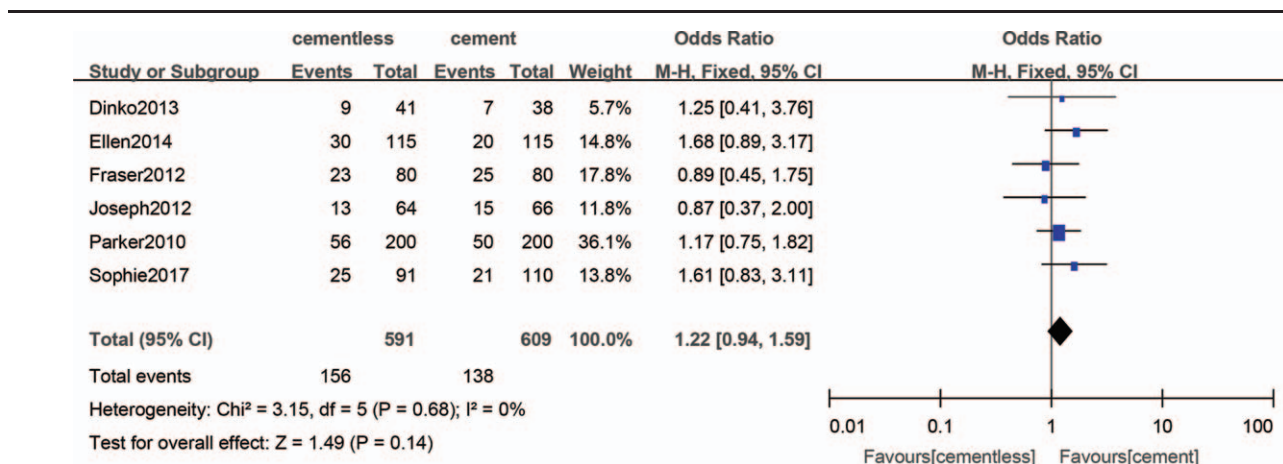 cementless cement Odds Ratio Odds Ratio
Study or Subgroup Events Total Events Total Weight M-H, Fixed, 95% CI M-H, Fixed, 95% CI
Dinko2013 9 41 7 38 5.7% 1.25 [0.41, 3.76]
Ellen2014 30 115 20 115 14.8% 1.68 [0.89, 3.17]
Fraser2012 23 80 25 80 17.8% 0.89 [0.45, 1.75]
Joseph2012 13 64 15 66 11.8% 0.87 [0.37, 2.00]
Parker2010 56 200 50 200 36.1% 1.17 [0.75, 1.82]
Sophie2017 25 91 21 110 13.8% 1.61 [0.83, 3.11]
Total (95% CI) 591 609 100.0% 1.22 [0.94, 1.59]
Total events 156 138
Heterogeneity: Chi² = 3.15, df = 5 (P = 0.68); I² = 0%
Test for overall effect: Z = 1.49 (P = 0.14)
0.01 0.1 1 10 100
Favours[cementless] Favours[cement]